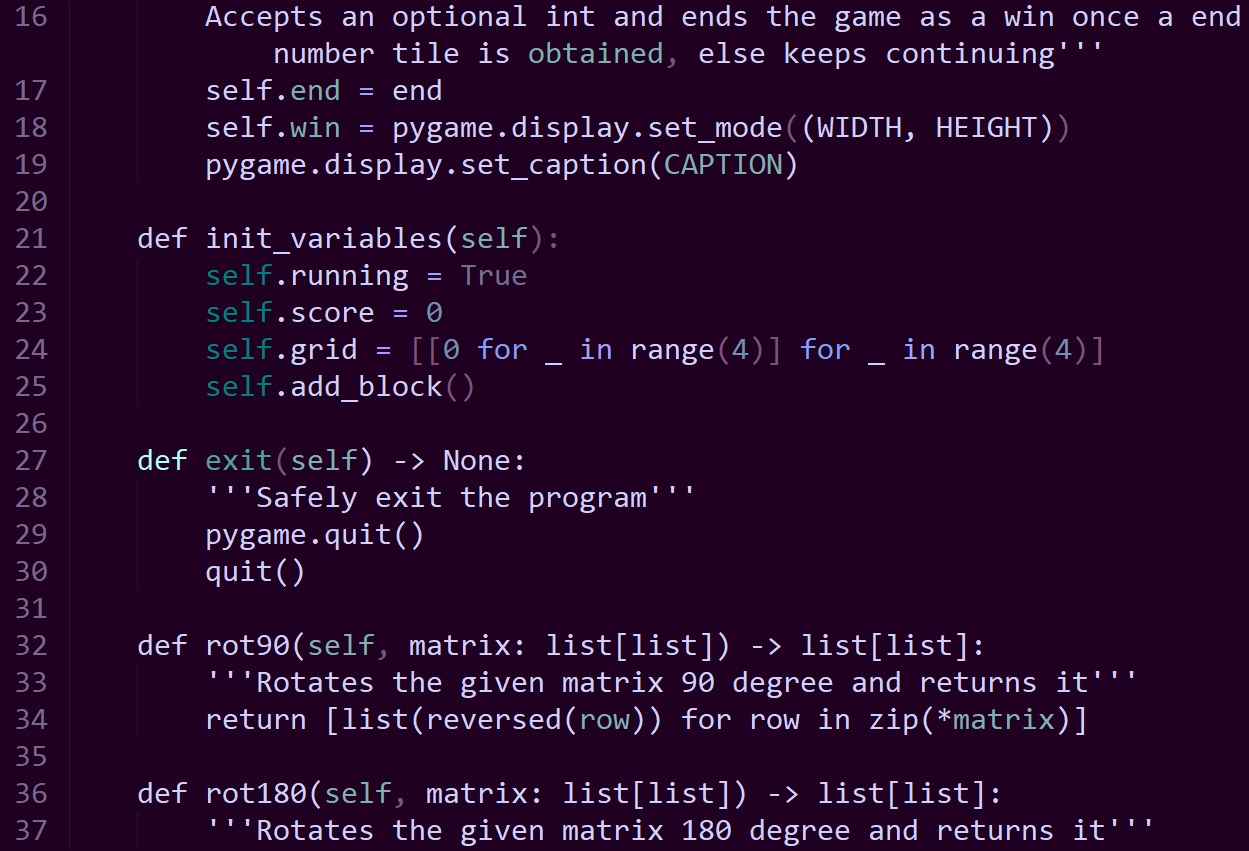 16 Accepts an optional int and ends the game as a win once a end
number tile is obtained, else keeps continuing'''
17 self.end = end
18 self.win = pygame.display.set_mode((WIDTH, HEIGHT))
19 pygame.display.set_caption(CAPTION)
20
21 def init_variables(self):
22 self.running = True
23 self.score = 0
24 self.grid = [[0 for _ in range(4)] for _ in range(4)]
25 self.add_block()
26
27 def exit(self) -> None:
28 '''Safely exit the program'''
29 pygame.quit()
30 quit()
31
32 def rot90(self, matrix: list[list]) -> list[list]:
33 '''Rotates the given matrix 90 degree and returns it'''
34 return [list(reversed(row)) for row in zip(*matrix)]
35
36 def rot180(self, matrix: list[list]) -> list[list]:
37 '''Rotates the given matrix 180 degree and returns it'''